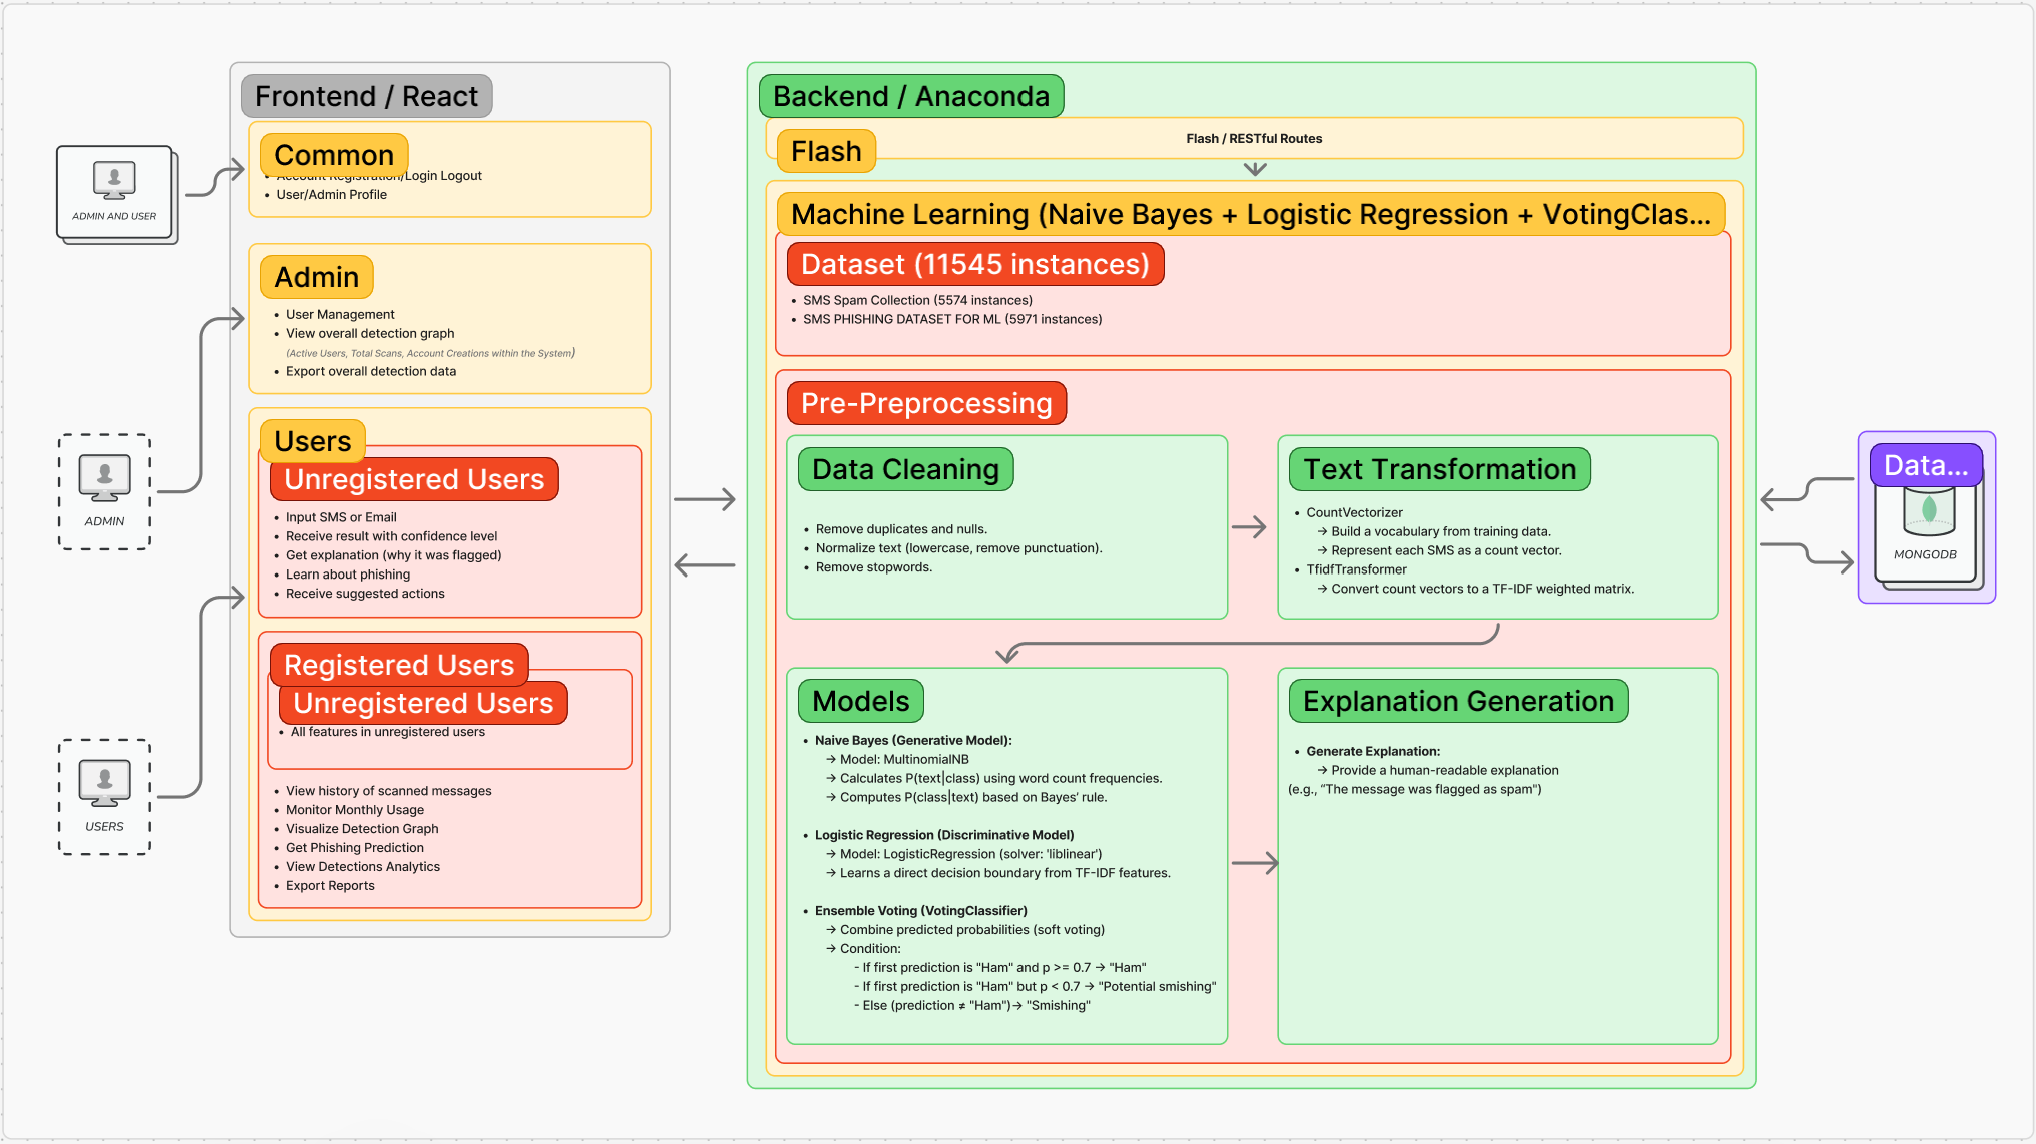 ADMIN AND USER
ADMIN
USERS
Frontend / React
Common
• Account Registration/Login Logout
• User/Admin Profile
Admin
• User Management
• View overall detection graph
(Active Users, Total Scans, Account Creations within the System)
• Export overall detection data
Users
Unregistered Users
• Input SMS or Email
• Receive result with confidence level
• Get explanation (why it was flagged)
• Learn about phishing
• Receive suggested actions
Registered Users
Unregistered Users
• All features in unregistered users
• View history of scanned messages
• Monitor Monthly Usage
• Visualize Detection Graph
• Get Phishing Prediction
• View Detections Analytics
• Export Reports
Backend / Anaconda
Flash
Flash / RESTful Routes
Machine Learning (Naive Bayes + Logistic Regression + VotingClas...
Dataset (11545 instances)
• SMS Spam Collection (5574 instances)
• SMS PHISHING DATASET FOR ML (5971 instances)
Pre-Preprocessing
Data Cleaning
• Remove duplicates and nulls.
• Normalize text (lowercase, remove punctuation).
• Remove stopwords.
Text Transformation
• CountVectorizer
→ Build a vocabulary from training data.
→ Represent each SMS as a count vector.
• TfidfTransformer
→ Convert count vectors to a TF-IDF weighted matrix.
Models
• Naive Bayes (Generative Model):
→ Model: MultinomialNB
→ Calculates P(text|class) using word count frequencies.
→ Computes P(class|text) based on Bayes’ rule.
• Logistic Regression (Discriminative Model)
→ Model: LogisticRegression (solver: 'liblinear')
→ Learns a direct decision boundary from TF-IDF features.
• Ensemble Voting (VotingClassifier)
→ Combine predicted probabilities (soft voting)
→ Condition:
- If first prediction is "Ham" and p >= 0.7 → "Ham"
- If first prediction is "Ham" but p < 0.7 → "Potential smishing"
- Else (prediction ≠ "Ham")→ "Smishing"
Explanation Generation
• Generate Explanation:
→ Provide a human-readable explanation
(e.g., “The message was flagged as spam")
Data...
MONGODB